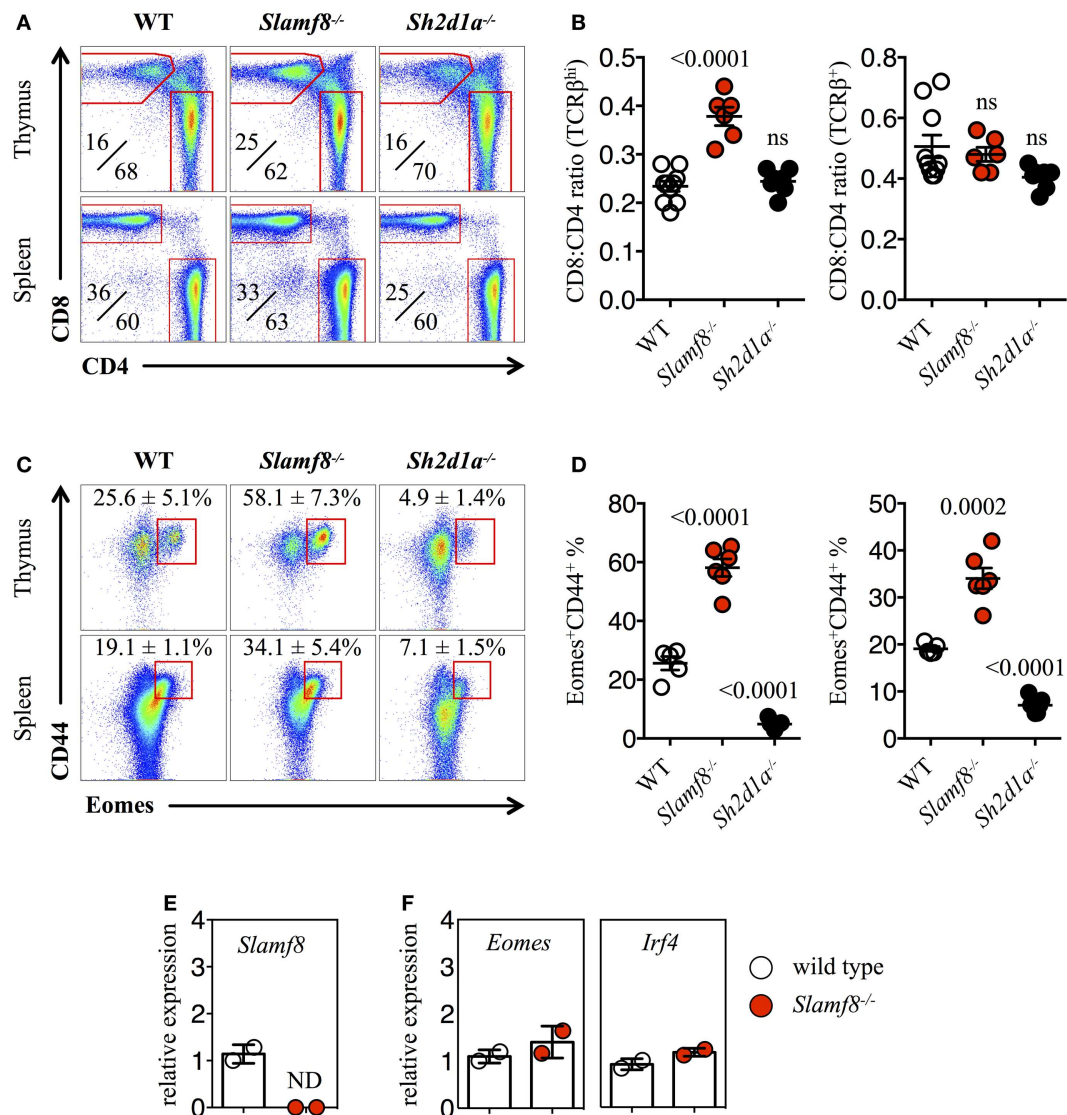 A
WT
Slamf8-/-
Sh2d1a-/-
Thymus
16
68
25
62
16
70
Spleen
36
60
33
63
25
60
CD8
CD4
B
CD8:CD4 ratio (TCRβhi)
0.5
0.4
0.3
0.2
0.1
0.0
<0.0001
ns
WT
Slamf8-/-
Sh2d1a-/-
CD8:CD4 ratio (TCRβ+)
0.8
0.6
0.4
0.2
0.0
ns
ns
WT
Slamf8-/-
Sh2d1a-/-
C
WT
Slamf8-/-
Sh2d1a-/-
Thymus
25.6 ± 5.1%
58.1 ± 7.3%
4.9 ± 1.4%
Spleen
19.1 ± 1.1%
34.1 ± 5.4%
7.1 ± 1.5%
CD44
Eomes
D
Eomes+CD44+ %
80
60
40
20
0
<0.0001
<0.0001
WT
Slamf8-/-
Sh2d1a-/-
Eomes+CD44+ %
50
40
30
20
10
0
0.0002
<0.0001
WT
Slamf8-/-
Sh2d1a-/-
E
relative expression
4
3
2
1
0
Slamf8
ND
F
relative expression
4
3
2
1
0
Eomes
Irf4
wild type
Slamf8-/-